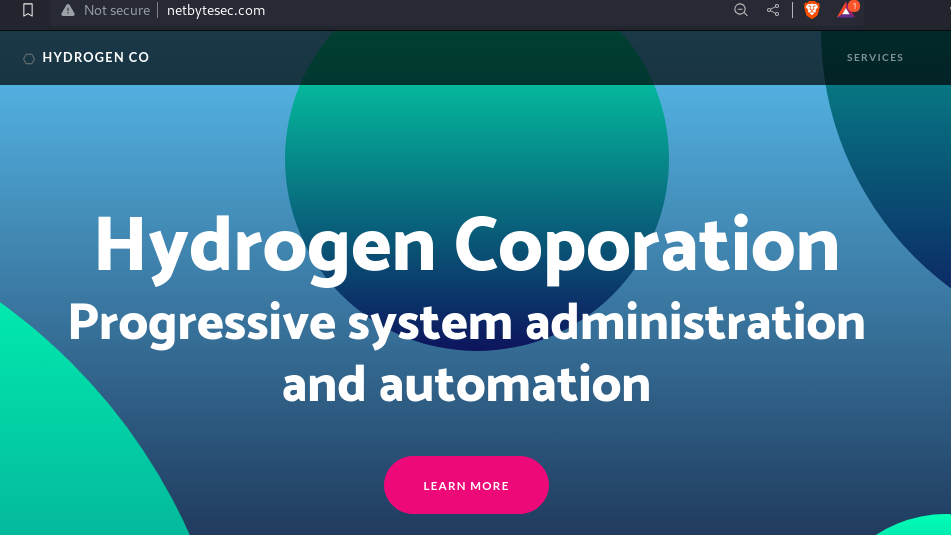 Not secure netbytesec.com 1
HYDROGEN CO SERVICES
Hydrogen Coporation
Progressive system administration
and automation
LEARN MORE